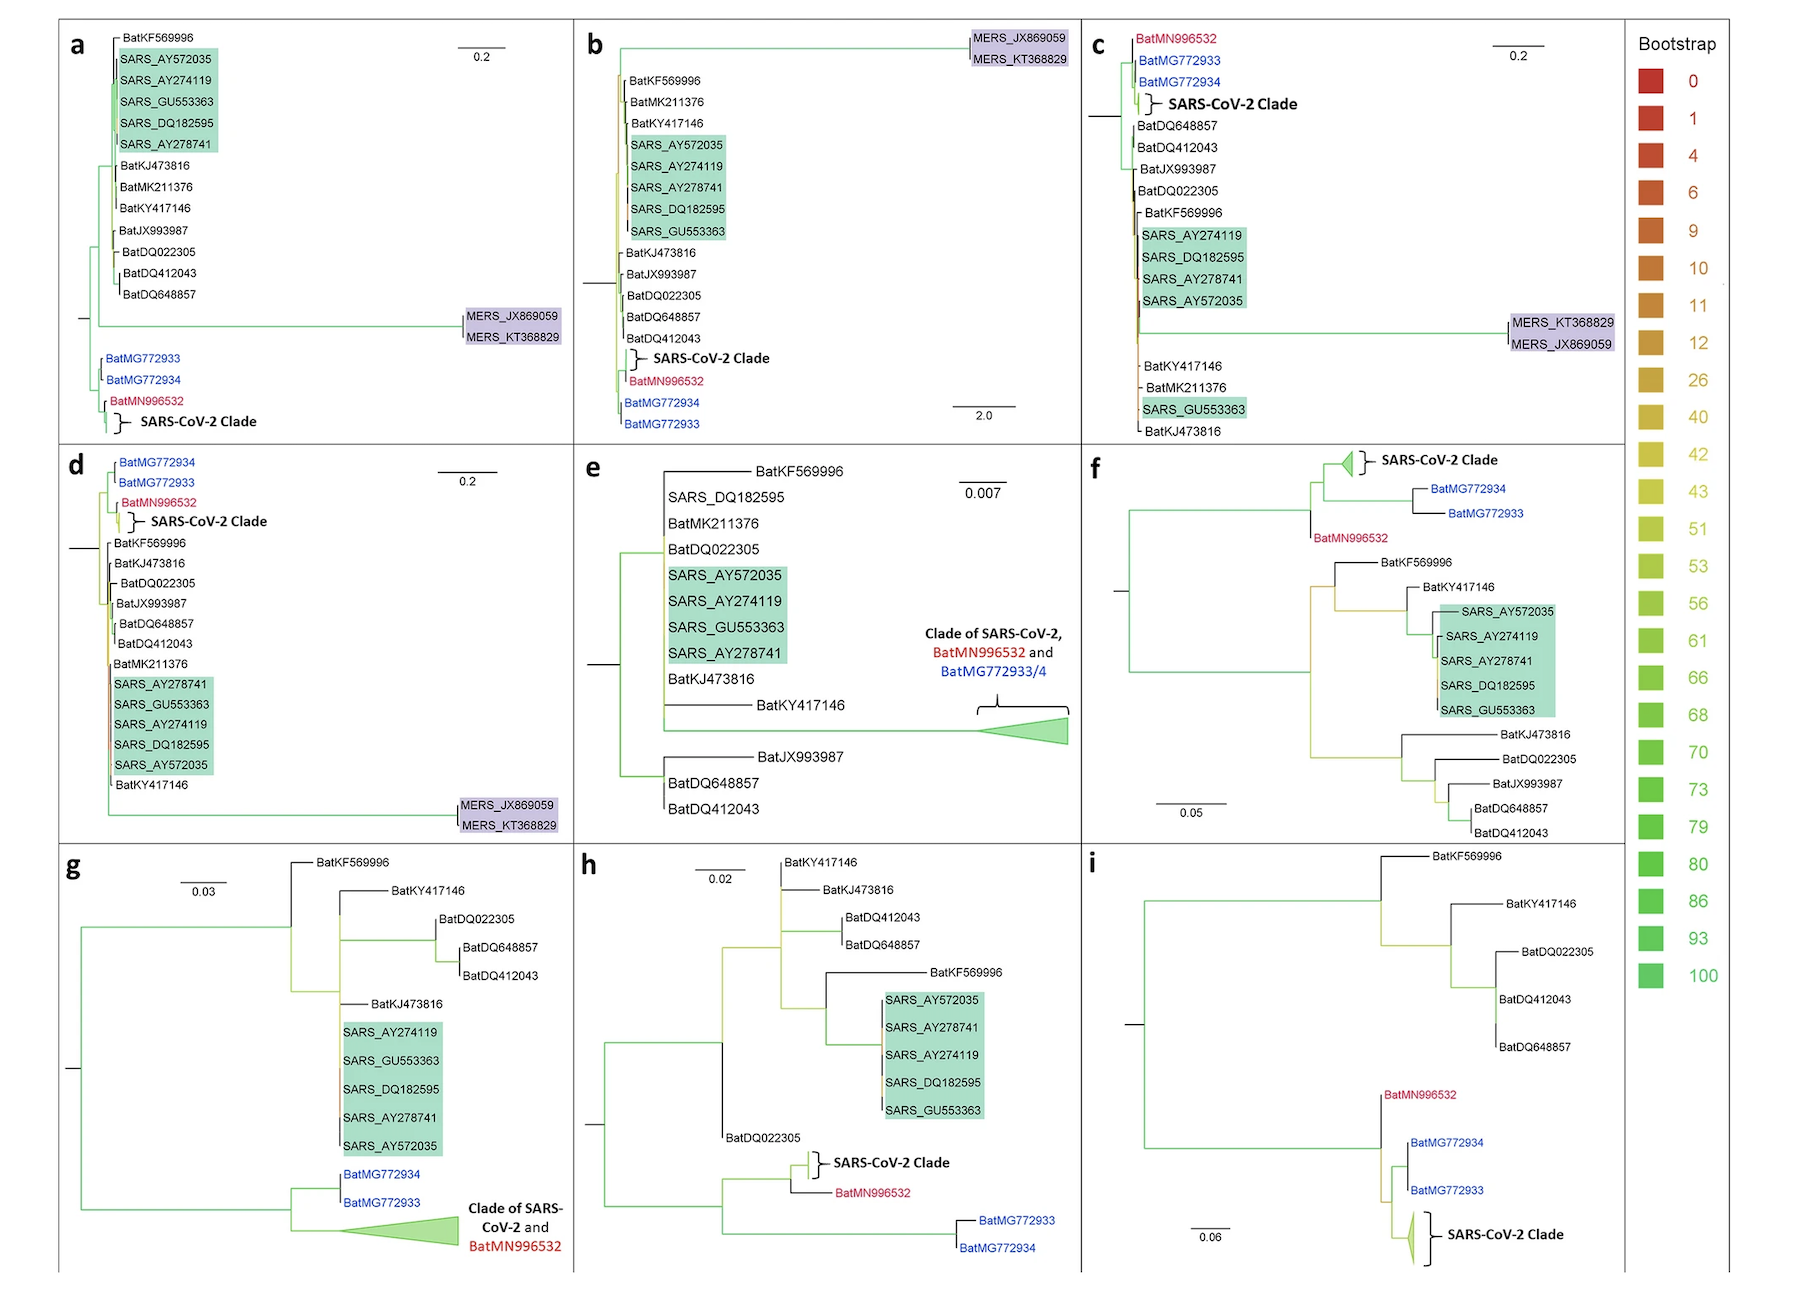 a
BatKF569996
SARS_AY572035
SARS_AY274119
SARS_GU553363
SARS_DQ182595
SARS_AY278741
BatKJ473816
BatMK211376
BatKY417146
BatJX993987
BatDQ022305
BatDQ412043
BatDQ648857
MERS_JX869059
MERS_KT368829
BatMG772933
BatMG772934
BatMN996532
SARS-CoV-2 Clade
0.2
b
MERS_JX869059
MERS_KT368829
BatKF569996
BatMK211376
BatKY417146
SARS_AY572035
SARS_AY274119
SARS_AY278741
SARS_DQ182595
SARS_GU553363
BatKJ473816
BatJX993987
BatDQ022305
BatDQ648857
BatDQ412043
SARS-CoV-2 Clade
BatMN996532
BatMG772934
BatMG772933
2.0
c
BatMN996532
BatMG772933
BatMG772934
SARS-CoV-2 Clade
BatDQ648857
BatDQ412043
BatJX993987
BatDQ022305
BatKF569996
SARS_AY274119
SARS_DQ182595
SARS_AY278741
SARS_AY572035
MERS_KT368829
MERS_JX869059
BatKY417146
BatMK211376
SARS_GU553363
BatKJ473816
0.2
d
BatMG772934
BatMG772933
BatMN996532
SARS-CoV-2 Clade
BatKF569996
BatKJ473816
BatDQ022305
BatJX993987
BatDQ648857
BatDQ412043
BatMK211376
SARS_AY278741
SARS_GU553363
SARS_AY274119
SARS_DQ182595
SARS_AY572035
BatKY417146
MERS_JX869059
MERS_KT368829
0.2
e
BatKF569996
SARS_DQ182595
BatMK211376
BatDQ022305
SARS_AY572035
SARS_AY274119
SARS_GU553363
SARS_AY278741
BatKJ473816
BatKY417146
BatJX993987
BatDQ648857
BatDQ412043
0.007
Clade of SARS-CoV-2,
BatMN996532 and
BatMG772933/4
f
SARS-CoV-2 Clade
BatMG772934
BatMG772933
BatMN996532
BatKF569996
BatKY417146
SARS_AY572035
SARS_AY274119
SARS_AY278741
SARS_DQ182595
SARS_GU553363
BatKJ473816
BatDQ022305
BatJX993987
BatDQ648857
BatDQ412043
0.05
g
BatKF569996
BatKY417146
BatDQ022305
BatDQ648857
BatDQ412043
BatKJ473816
SARS_AY274119
SARS_GU553363
SARS_DQ182595
SARS_AY278741
SARS_AY572035
BatMG772934
BatMG772933
Clade of SARS-
CoV-2 and
BatMN996532
0.03
h
BatKY417146
BatKJ473816
BatDQ412043
BatDQ648857
BatKF569996
SARS_AY572035
SARS_AY278741
SARS_AY274119
SARS_DQ182595
SARS_GU553363
BatDQ022305
SARS-CoV-2 Clade
BatMN996532
BatMG772933
BatMG772934
0.02
i
BatKF569996
BatKY417146
BatDQ022305
BatDQ412043
BatDQ648857
BatMN996532
BatMG772934
BatMG772933
SARS-CoV-2 Clade
0.06
Bootstrap
0
1
4
6
9
10
11
12
26
40
42
43
51
53
56
61
66
68
70
73
79
80
86
93
100